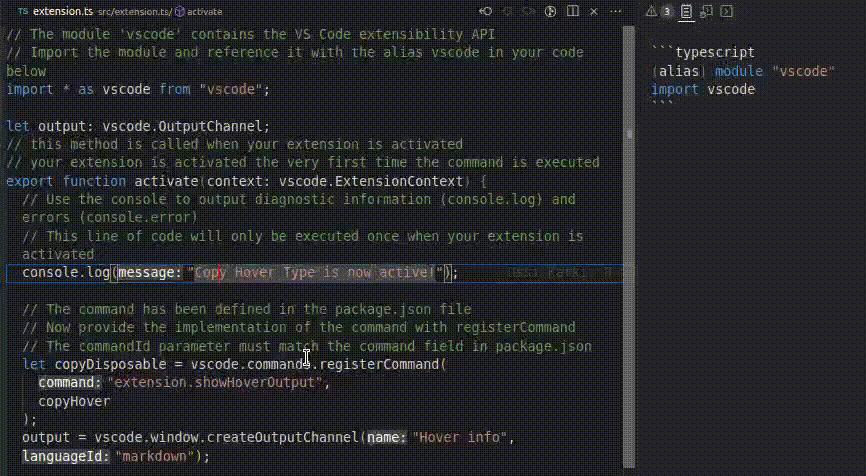 TS extension.ts src/extension.ts/ activate
3
// The module 'vscode' contains the VS Code extensibility API
// Import the module and reference it with the alias vscode in your code
below
import * as vscode from "vscode";
let output: vscode.OutputChannel;
// this method is called when your extension is activated
// your extension is activated the very first time the command is executed
export function activate(context: vscode.ExtensionContext) {
// Use the console to output diagnostic information (console.log) and
errors (console.error)
// This line of code will only be executed once when your extension is
activated
console.log(message: "Copy Hover Type is now active!");
// The command has been defined in the package.json file
// Now provide the implementation of the command with registerCommand
// The commandId parameter must match the command field in package.json
let copyDisposable = vscode.commands.registerCommand(
command: "extension.showHoverOutput",
copyHover
);
output = vscode.window.createOutputChannel(name: "Hover info",
languageId: "markdown");
```typescript
(alias) module "vscode"
import vscode
```